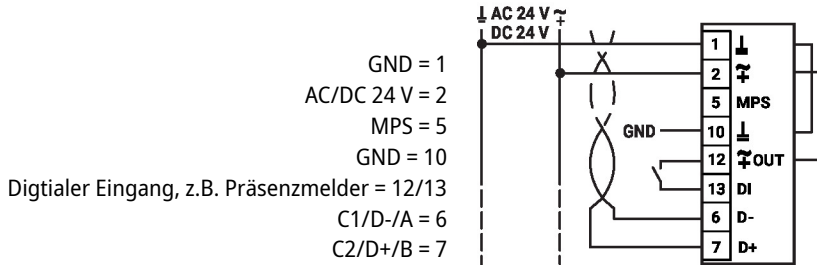 AC 24 V
DC 24 V
GND = 1
AC/DC 24 V = 2
MPS = 5
GND = 10
Digtialer Eingang, z.B. Präsenzmelder = 12/13
C1/D-/A = 6
C2/D+/B = 7
GND
1
2
5 MPS
10
12 OUT
13 DI
6 D-
7 D+